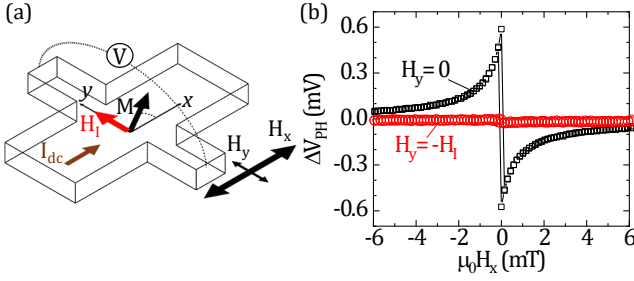 (a)
V
y
x
M
H_I
I_dc
H_y
H_x
(b)
ΔV_PH (mV)
0.6
0.3
0.0
-0.3
-0.6
H_y=0
H_y=-H_I
-6 -4 -2 0 2 4 6
μ₀H_x (mT)